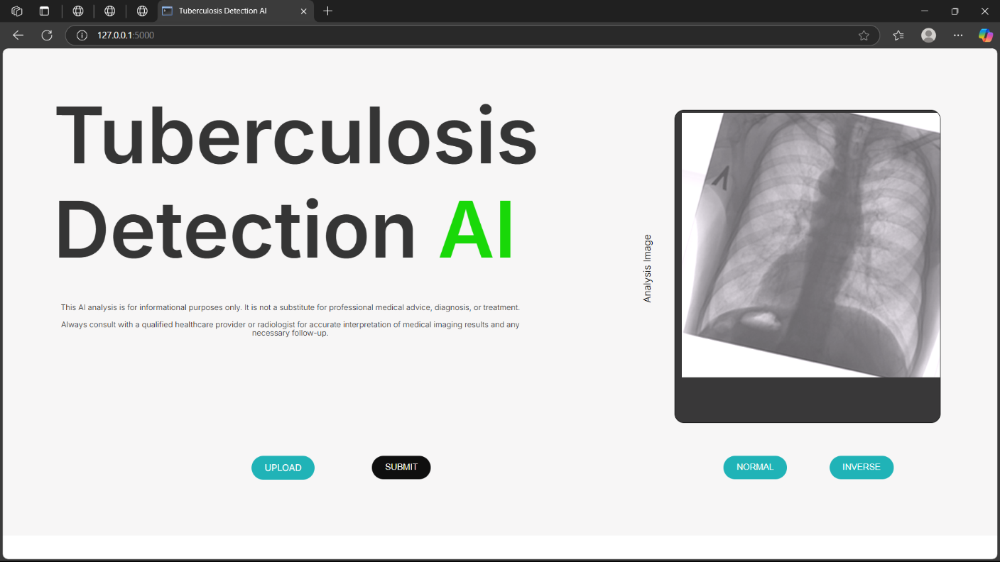 Tuberculosis Detection AI
127.0.0.1:5000
Tuberculosis
Detection AI
This AI analysis is for informational purposes only. It is not a substitute for professional medical advice, diagnosis, or treatment.
Always consult with a qualified healthcare provider or radiologist for accurate interpretation of medical imaging results and any
necessary follow-up.
Analysis Image
UPLOAD
SUBMIT
NORMAL
INVERSE